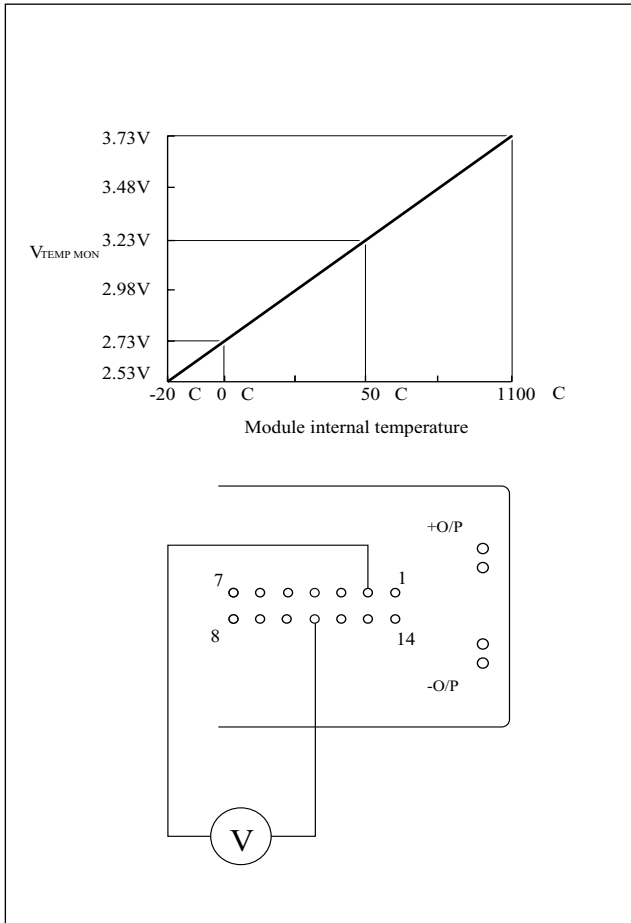 3.73V
3.48V
VTEMP MON 3.23V
2.98V
2.73V
2.53V
-20 C 0 C 50 C 1100 C
Module internal temperature
+O/P
7 1
8 14
-O/P
V